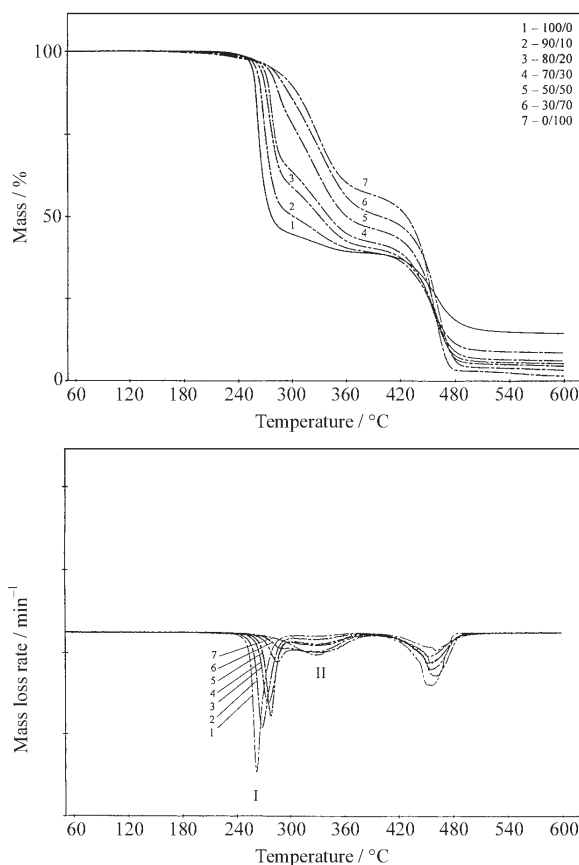 1 – 100/0
2 – 90/10
3 – 80/20
4 – 70/30
5 – 50/50
6 – 30/70
7 – 0/100
Mass / %
100
50
0
7
6
5
4
3
2
1
60 120 180 240 300 360 420 480 540 600
Temperature / °C
Mass loss rate / min⁻¹
7
6
5
4
3
2
1
I
II
60 120 180 240 300 360 420 480 540 600
Temperature / °C